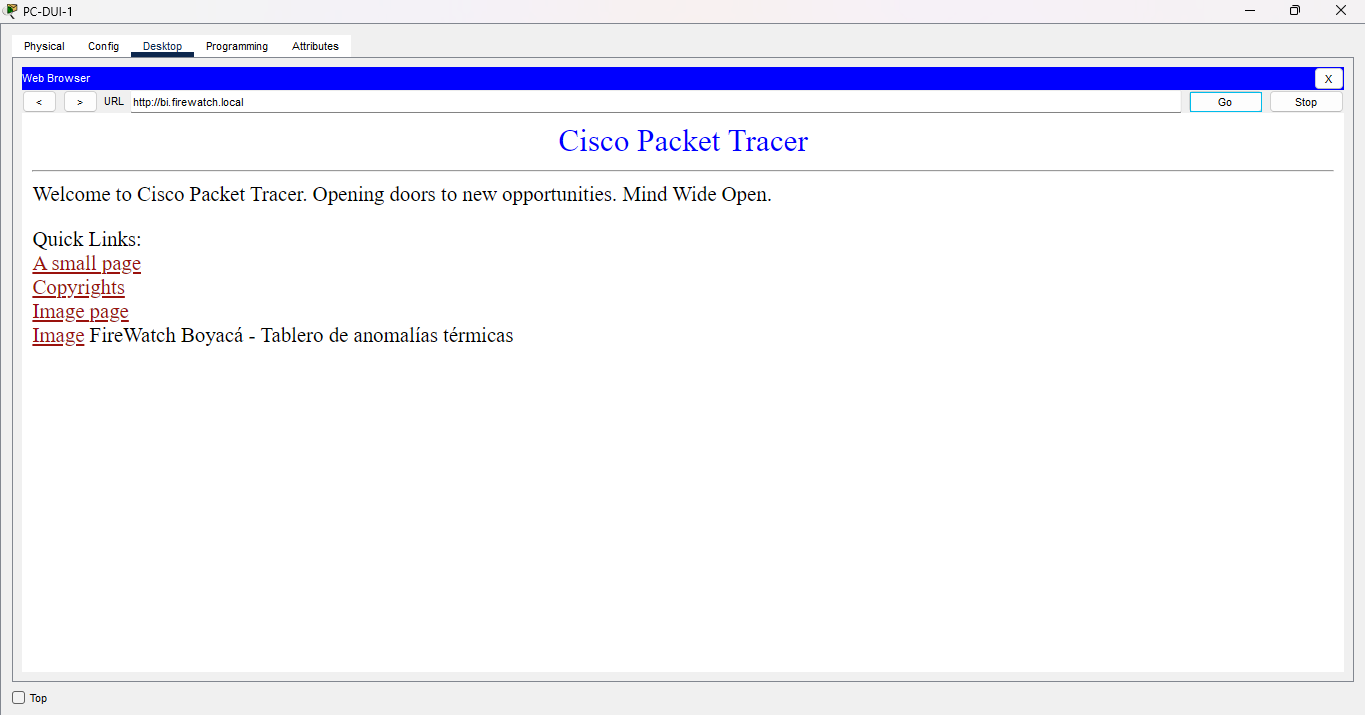 PC-DUI-1
Physical Config Desktop Programming Attributes
Web Browser X
< > URL http://bi.firewatch.local Go Stop
Cisco Packet Tracer
Welcome to Cisco Packet Tracer. Opening doors to new opportunities. Mind Wide Open.
Quick Links:
A small page
Copyrights
Image page
Image FireWatch Boyacá - Tablero de anomalías térmicas
Top